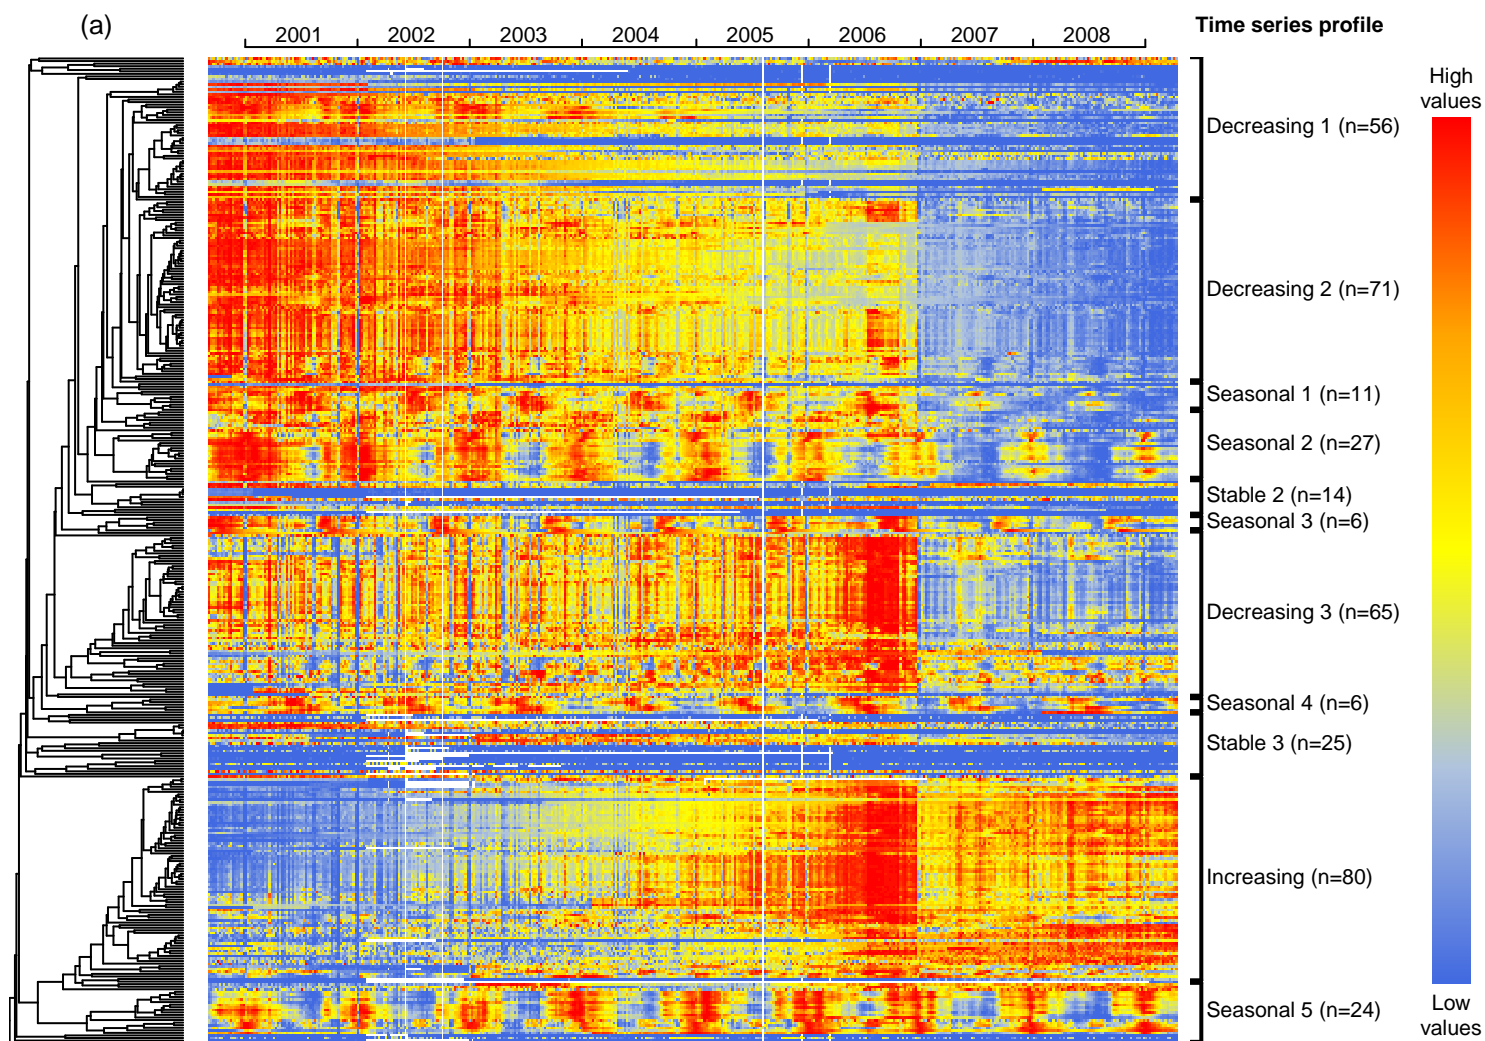 (a)
2001 2002 2003 2004 2005 2006 2007 2008
Time series profile
High
values
Decreasing 1 (n=56)
Decreasing 2 (n=71)
Seasonal 1 (n=11)
Seasonal 2 (n=27)
Stable 2 (n=14)
Seasonal 3 (n=6)
Decreasing 3 (n=65)
Seasonal 4 (n=6)
Stable 3 (n=25)
Increasing (n=80)
Seasonal 5 (n=24)
Low
values